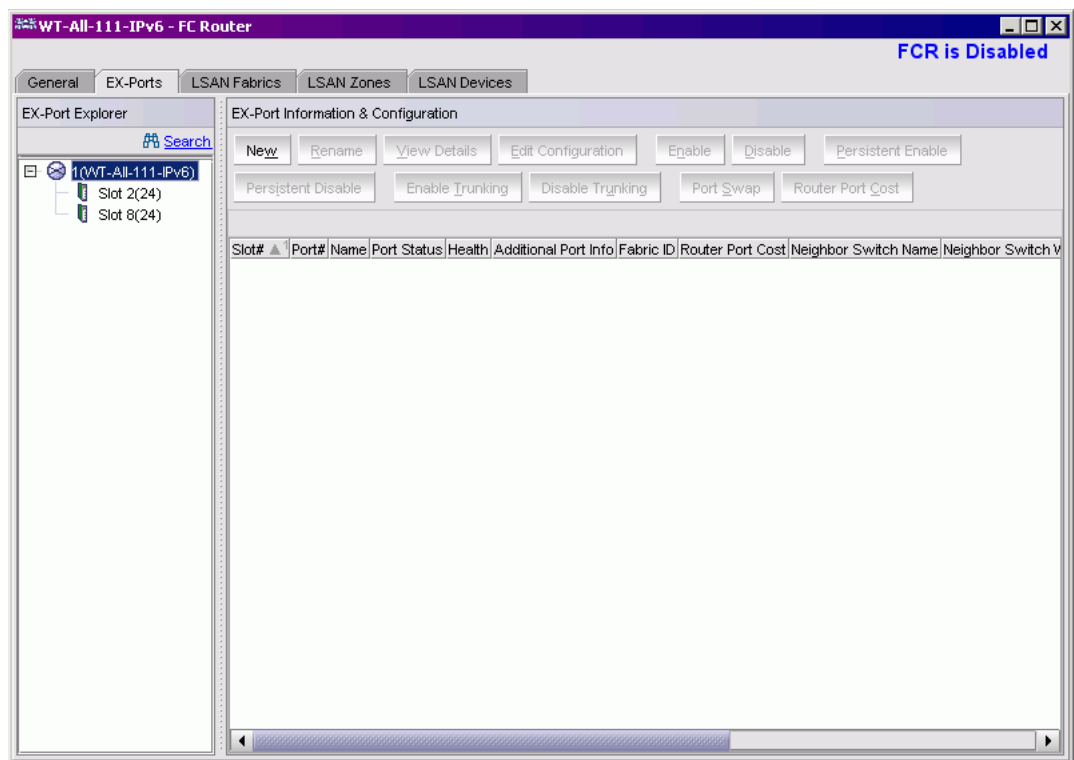 WT-All-111-IPv6 - FC Router
FCR is Disabled
General EX-Ports LSAN Fabrics LSAN Zones LSAN Devices
EX-Port Explorer
Search
1(WT-All-111-IPv6)
Slot 2(24)
Slot 8(24)
EX-Port Information & Configuration
New Rename View Details Edit Configuration Enable Disable Persistent Enable
Persistent Disable Enable Trunking Disable Trunking Port Swap Router Port Cost
Slot# 1 Port# Name Port Status Health Additional Port Info Fabric ID Router Port Cost Neighbor Switch Name Neighbor Switch W